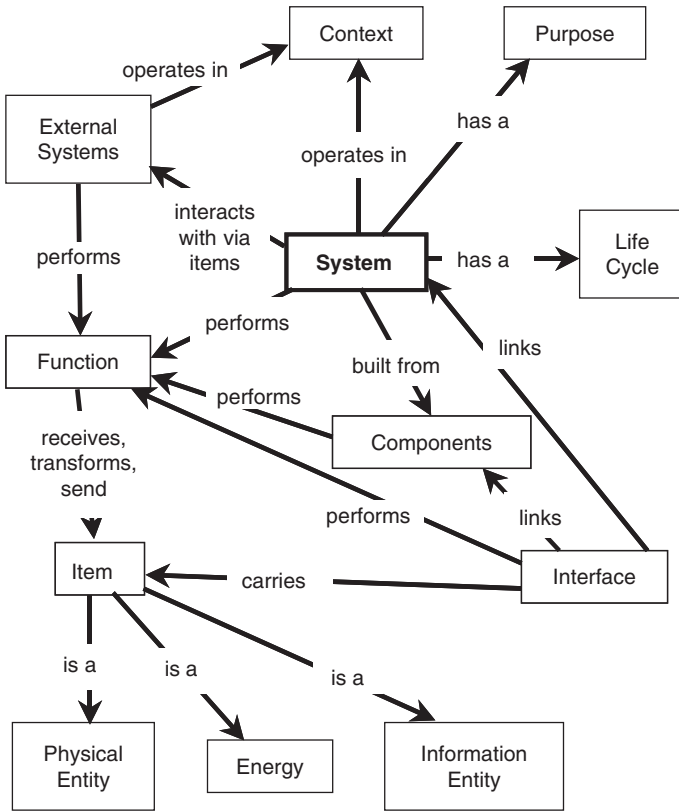 Context
Purpose
operates in
External
Systems
has a
operates in
interacts
with via
items
System
has a
Life
Cycle
performs
performs
links
Function
built from
performs
receives,
transforms,
send
Components
performs
links
Item
carries
Interface
is a
is a
is a
Physical
Entity
Energy
Information
Entity